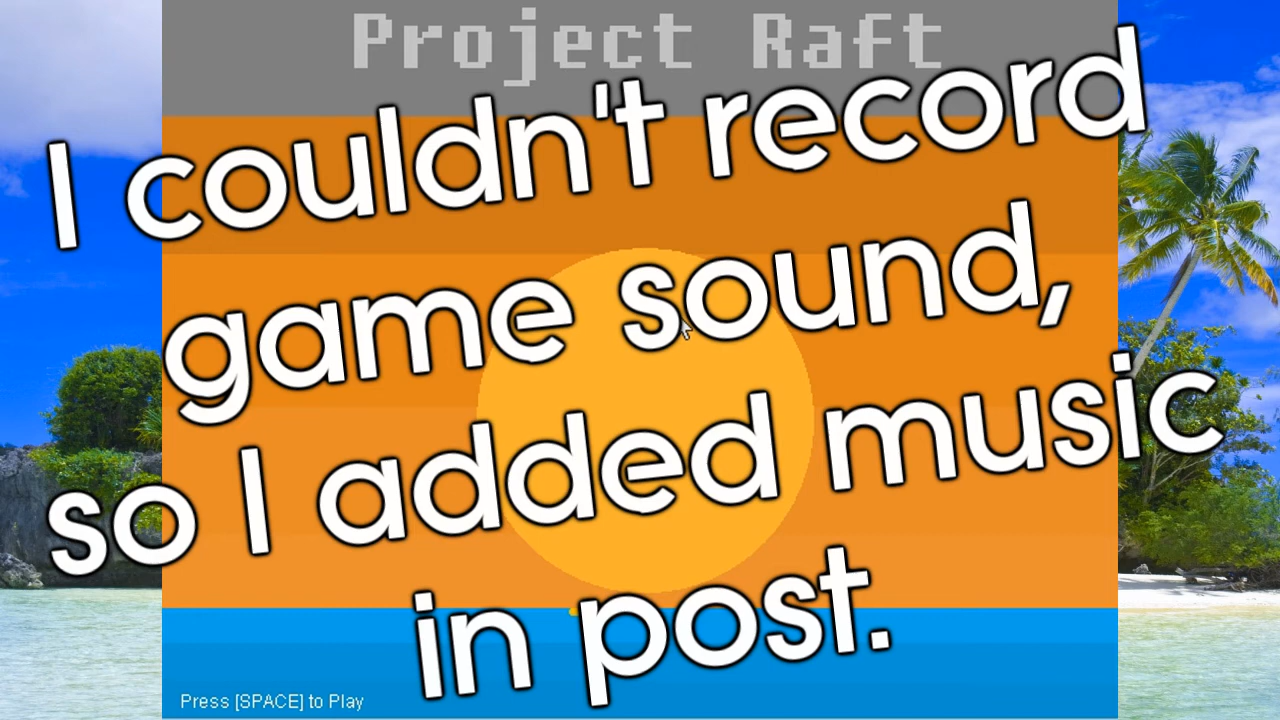 Project Raft
I couldn't record
game sound,
so I added music
in post.
Press [SPACE] to Play